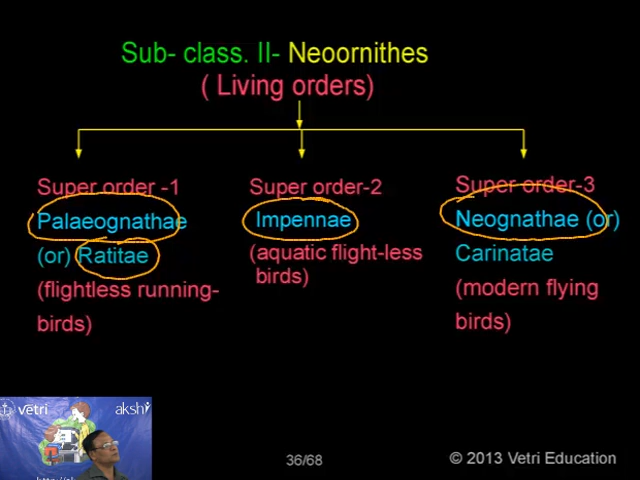 Sub- class. II- Neoornithes
( Living orders)
Super order -1
Palaeognathae
(or) Ratitae
(flightless running-
birds)
Super order-2
Impennae
(aquatic flight-less
birds)
Super order-3
Neognathae (or)
Carinatae
(modern flying
birds)
vetri
akshi
36/68
© 2013 Vetri Education